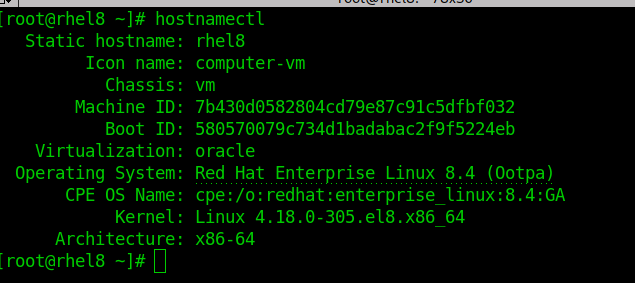 [root@rhel8 ~]# hostnamectl
Static hostname: rhel8
Icon name: computer-vm
Chassis: vm
Machine ID: 7b430d0582804cd79e87c91c5dfbf032
Boot ID: 580570079c734d1badabac2f9f5224eb
Virtualization: oracle
Operating System: Red Hat Enterprise Linux 8.4 (Ootpa)
CPE OS Name: cpe:/o:redhat:enterprise_linux:8.4:GA
Kernel: Linux 4.18.0-305.el8.x86_64
Architecture: x86-64
[root@rhel8 ~]#